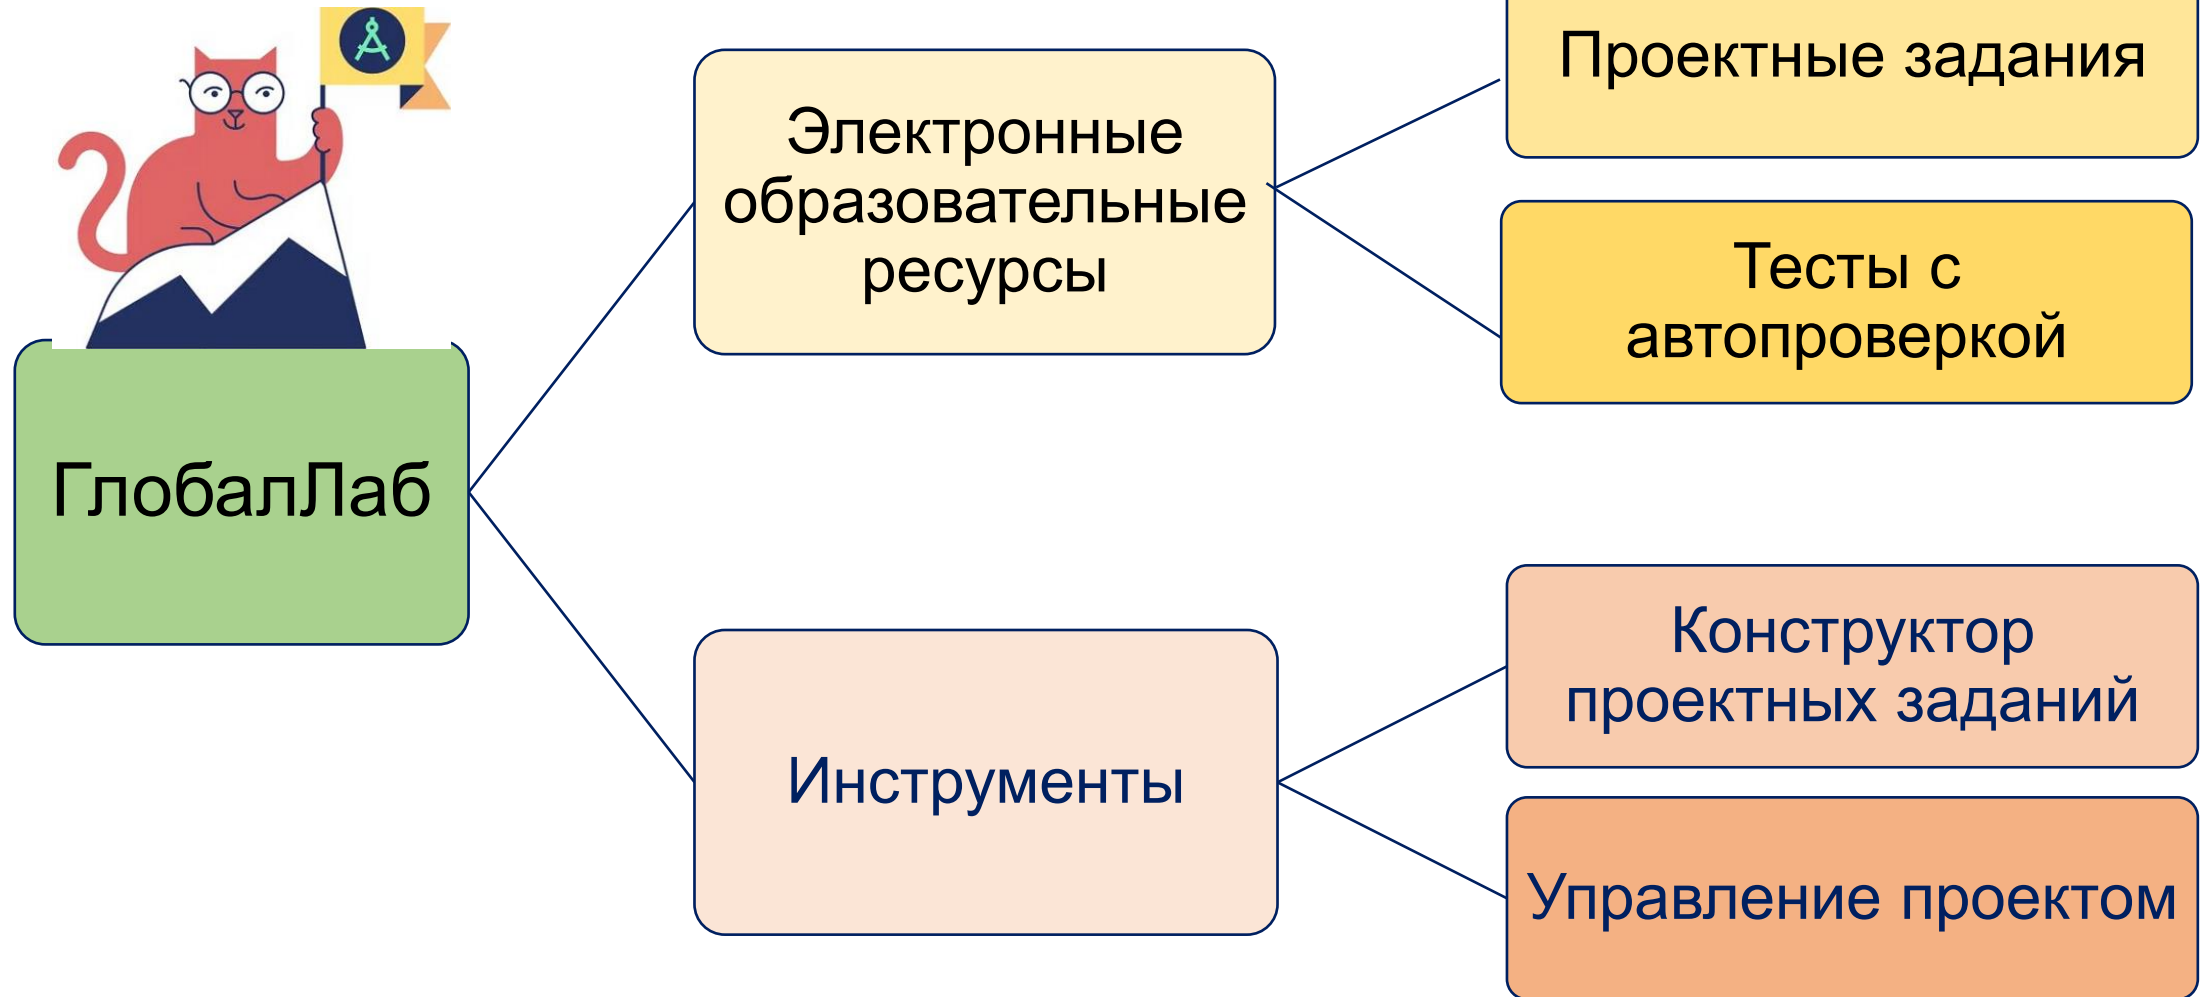 ГлобалЛаб
Электронные
образовательные
ресурсы
Проектные задания
Тесты с
автопроверкой
Инструменты
Конструктор
проектных заданий
Управление проектом